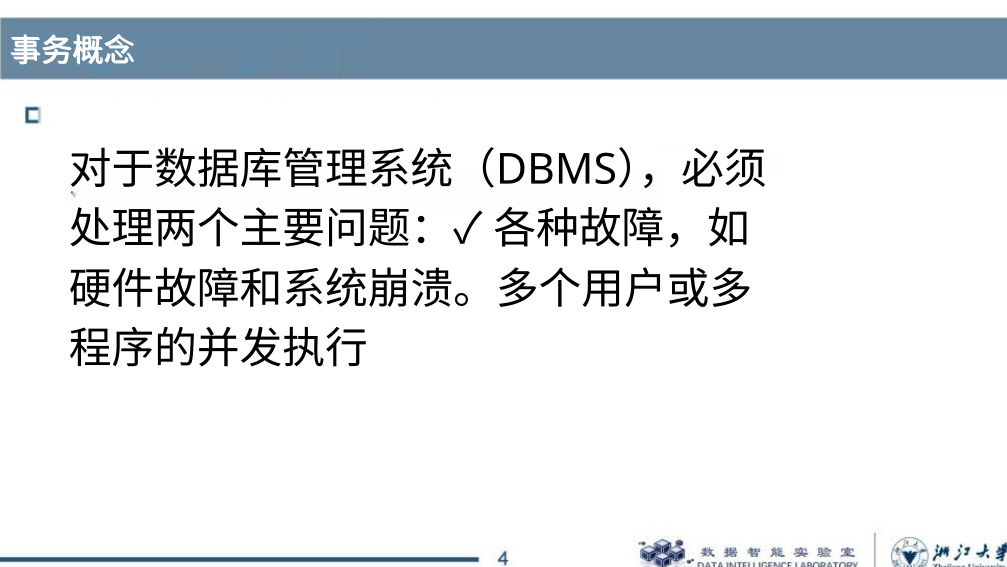 事务概念
对于数据库管理系统（DBMS），必须
处理两个主要问题：✓ 各种故障，如
硬件故障和系统崩溃。多个用户或多
程序的并发执行
4
数据智能实验室
DATA INTELLIGENCE LABORATORY
浙江大学
Zhejiang University